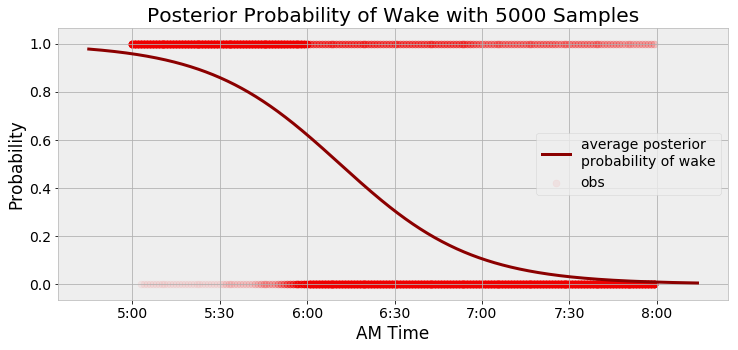 Posterior Probability of Wake with 5000 Samples
Probability
1.0
0.8
0.6
0.4
0.2
0.0
average posterior
probability of wake
obs
5:00 5:30 6:00 6:30 7:00 7:30 8:00
AM Time